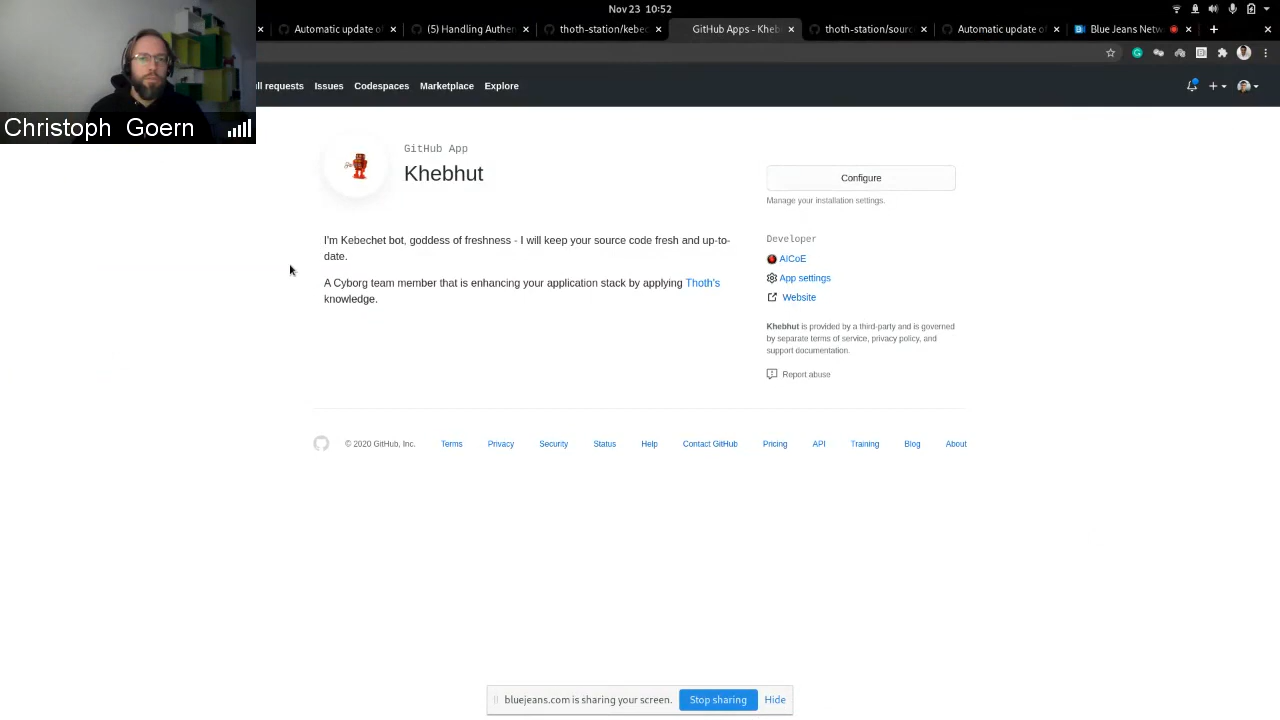 Nov 23 10:52
Automatic update of
(5) Handling Authen
thoth-station/kebec
GitHub Apps - Kheb
thoth-station/sourc
Automatic update of
Blue Jeans Netw
ll requests Issues Codespaces Marketplace Explore
Christoph Goern
GitHub App
Khebhut
Configure
Manage your installation settings.
I'm Kebechet bot, goddess of freshness - I will keep your source code fresh and up-to-
date.
A Cyborg team member that is enhancing your application stack by applying Thoth's
knowledge.
Developer
AICoE
App settings
Website
Khebhut is provided by a third-party and is governed
by separate terms of service, privacy policy, and
support documentation.
Report abuse
© 2020 GitHub, Inc. Terms Privacy Security Status Help Contact GitHub Pricing API Training Blog About
bluejeans.com is sharing your screen. Stop sharing Hide